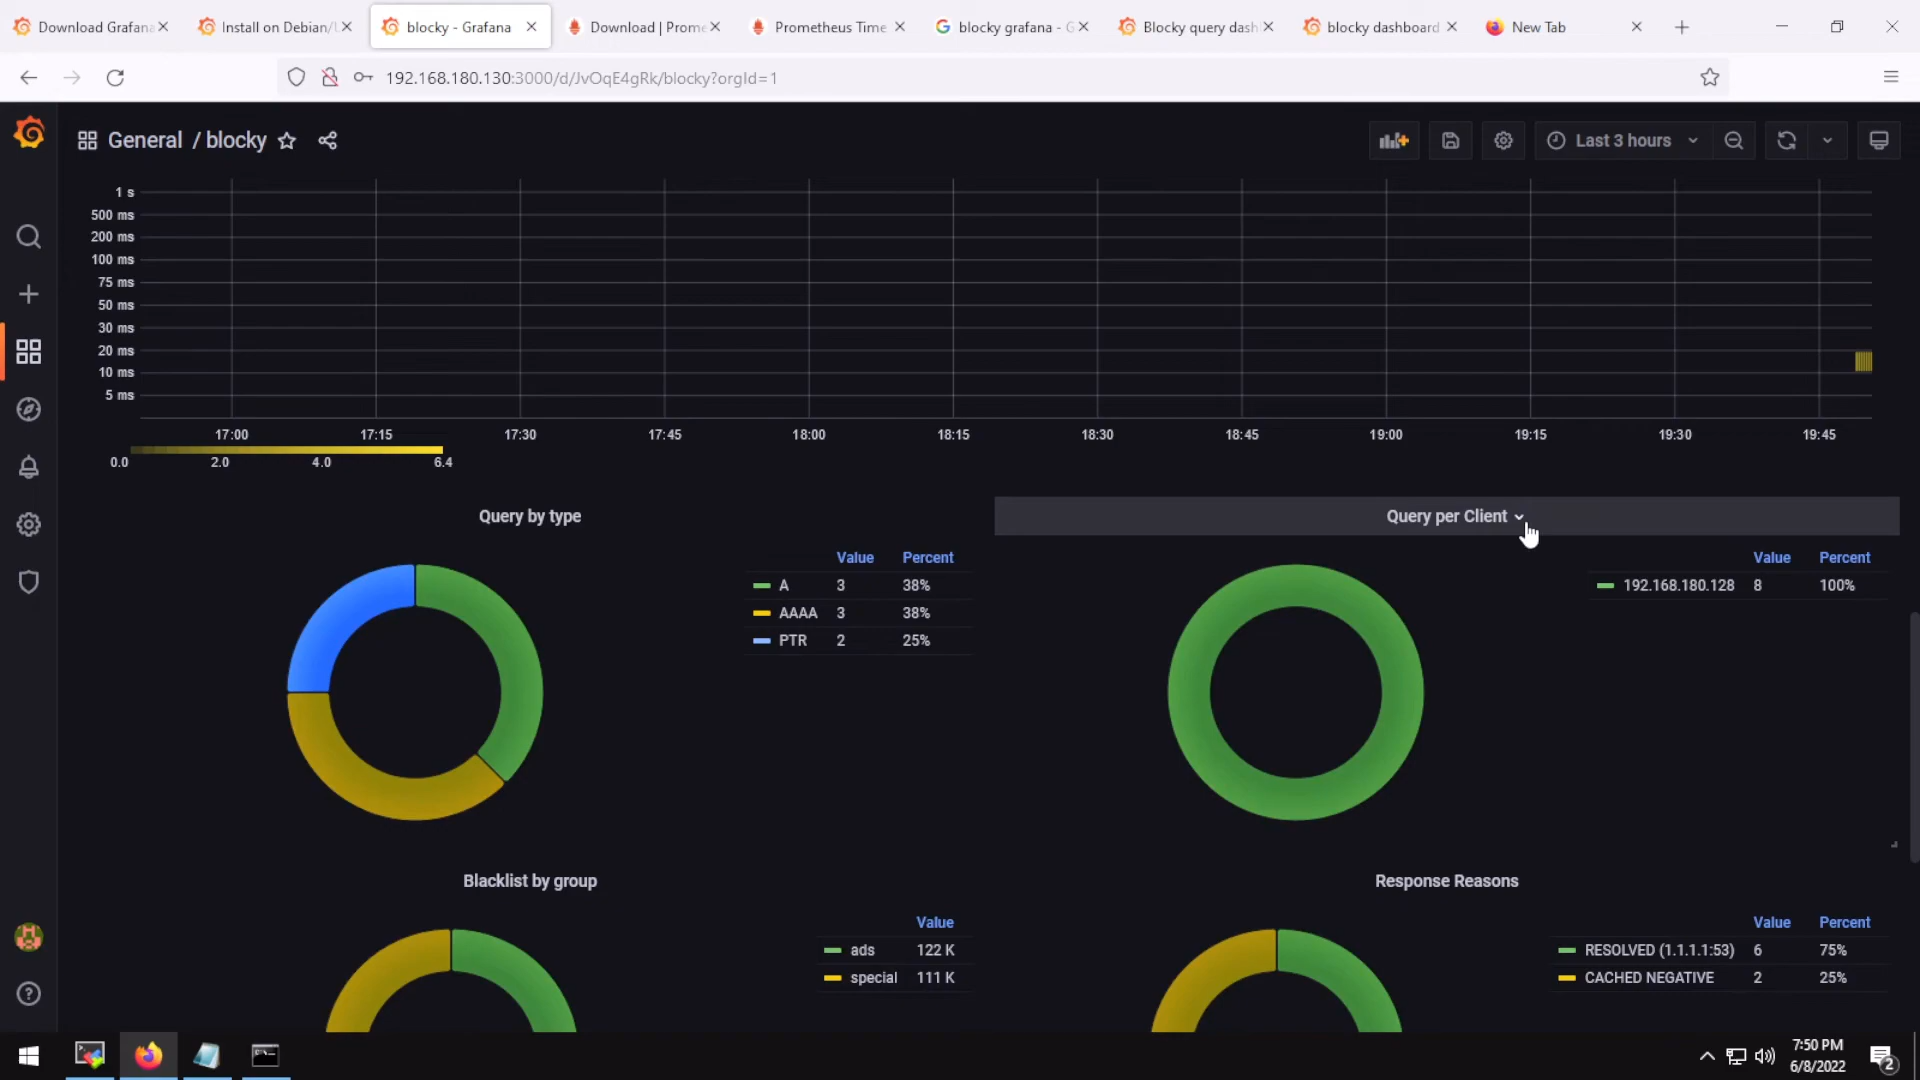 Download Grafana
Install on Debian/U
blocky - Grafana
Download | Prome
Prometheus Time
blocky grafana - G
Blocky query dash
blocky dashboard
New Tab
192.168.180.130:3000/d/JvOqE4gRk/blocky?orgId=1
General / blocky
Last 3 hours
1 s
500 ms
200 ms
100 ms
75 ms
50 ms
30 ms
20 ms
10 ms
5 ms
17:00 17:15 17:30 17:45 18:00 18:15 18:30 18:45 19:00 19:15 19:30 19:45
0.0 2.0 4.0 6.4
Query by type
Value Percent
A 3 38%
AAAA 3 38%
PTR 2 25%
Query per Client
Value Percent
192.168.180.128 8 100%
Blacklist by group
Value
ads 122 K
special 111 K
Response Reasons
Value Percent
RESOLVED (1.1.1.1:53) 6 75%
CACHED NEGATIVE 2 25%
7:50 PM
6/8/2022
2